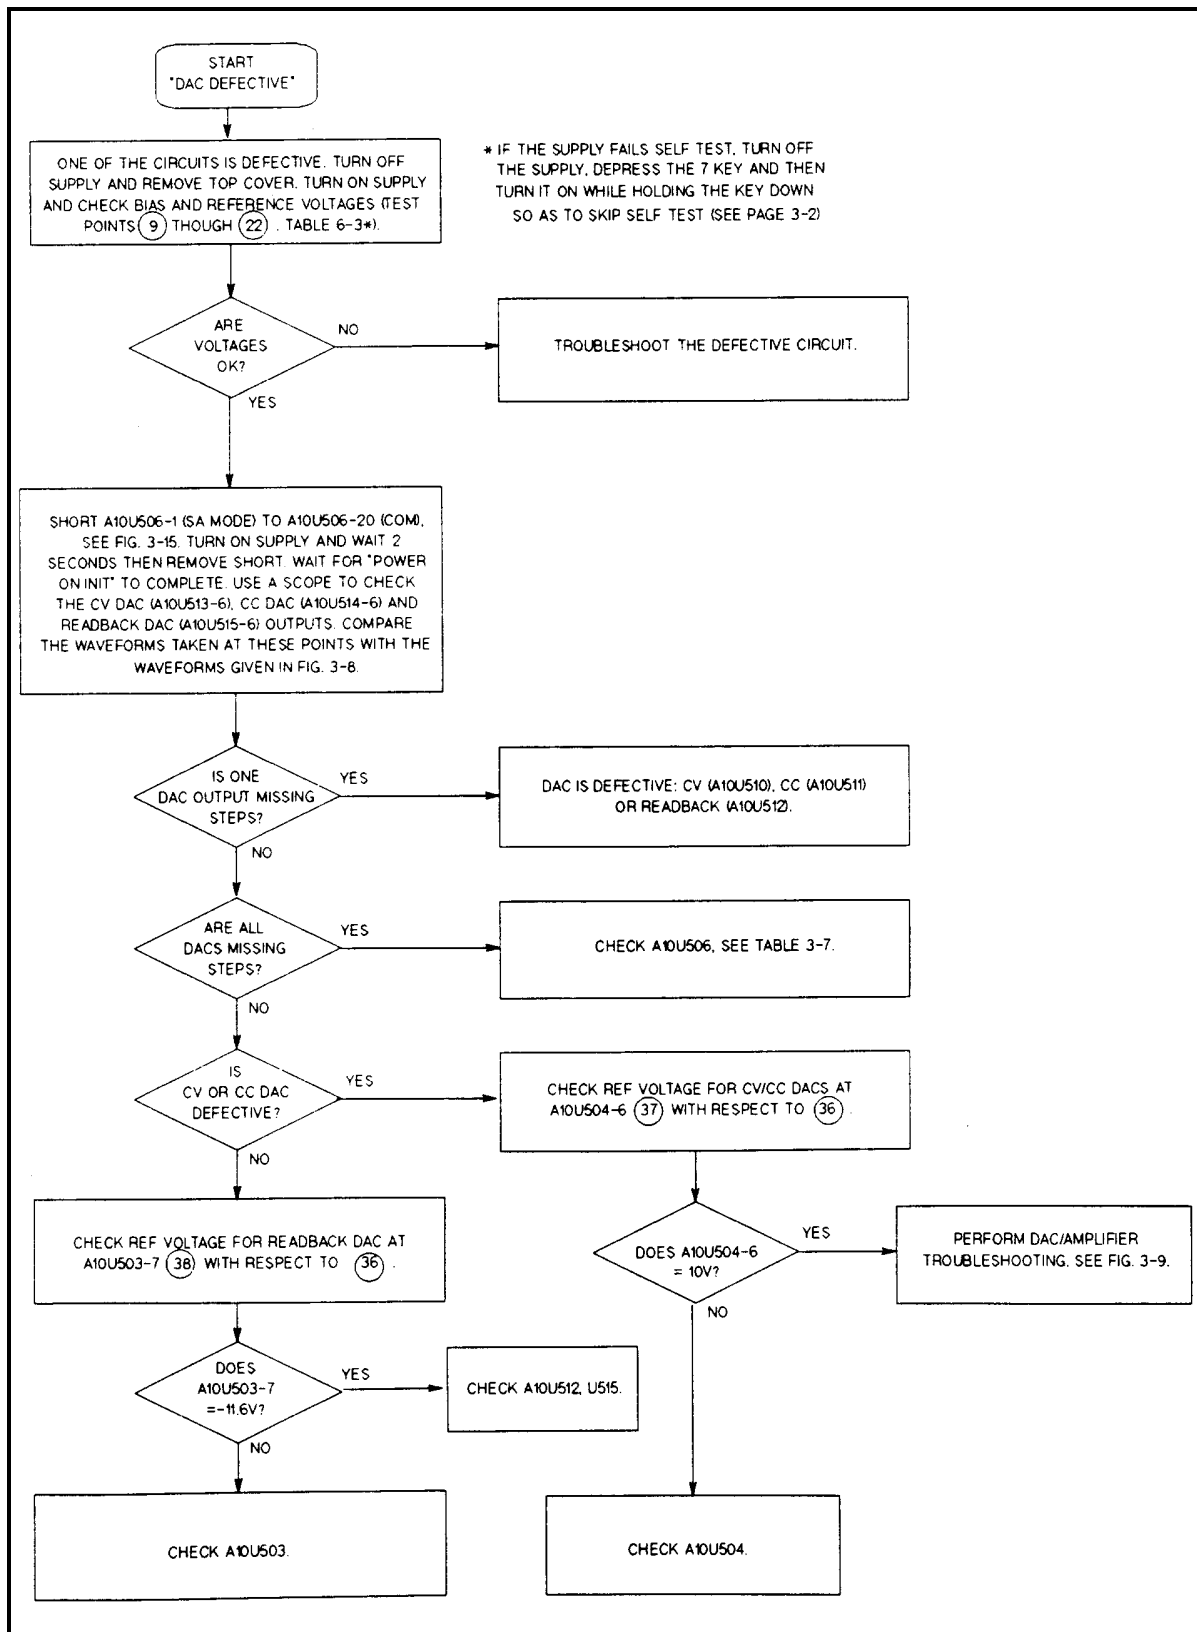 START
"DAC DEFECTIVE"
ONE OF THE CIRCUITS IS DEFECTIVE. TURN OFF
SUPPLY AND REMOVE TOP COVER. TURN ON SUPPLY
AND CHECK BIAS AND REFERENCE VOLTAGES (TEST
POINTS 9 THOUGH 22 . TABLE 6-3*).
* IF THE SUPPLY FAILS SELF TEST, TURN OFF
THE SUPPLY, DEPRESS THE 7 KEY AND THEN
TURN IT ON WHILE HOLDING THE KEY DOWN
SO AS TO SKIP SELF TEST (SEE PAGE 3-2)
ARE
VOLTAGES
OK?
NO
TROUBLESHOOT THE DEFECTIVE CIRCUIT.
YES
SHORT A10U506-1 (SA MODE) TO A10U506-20 (COM),
SEE FIG. 3-15. TURN ON SUPPLY AND WAIT 2
SECONDS THEN REMOVE SHORT. WAIT FOR "POWER
ON INIT" TO COMPLETE. USE A SCOPE TO CHECK
THE CV DAC (A10U513-6), CC DAC (A10U514-6) AND
READBACK DAC (A10U515-6) OUTPUTS. COMPARE
THE WAVEFORMS TAKEN AT THESE POINTS WITH THE
WAVEFORMS GIVEN IN FIG. 3-8.
IS ONE
DAC OUTPUT MISSING
STEPS?
YES
DAC IS DEFECTIVE: CV (A10U510), CC (A10U511)
OR READBACK (A10U512).
NO
ARE ALL
DACS MISSING
STEPS?
YES
CHECK A10U506, SEE TABLE 3-7.
NO
IS
CV OR CC DAC
DEFECTIVE?
YES
CHECK REF VOLTAGE FOR CV/CC DACS AT
A10U504-6 37 WITH RESPECT TO 36 .
NO
CHECK REF VOLTAGE FOR READBACK DAC AT
A10U503-7 38 WITH RESPECT TO 36 .
DOES A10U504-6
= 10V?
YES
PERFORM DAC/AMPLIFIER
TROUBLESHOOTING. SEE FIG. 3-9.
NO
DOES
A10U503-7
=-11.6V?
YES
CHECK A10U512, U515.
NO
CHECK A10U503.
CHECK A10U504.